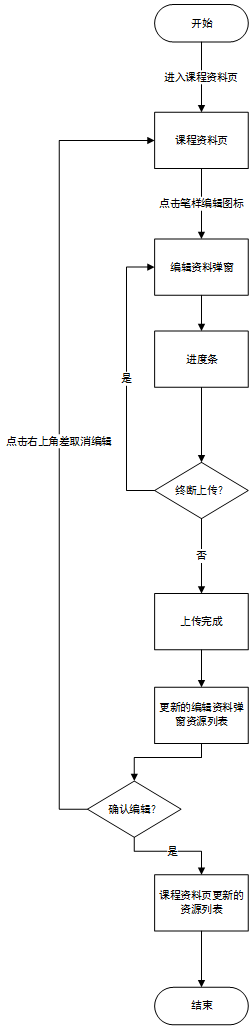 开始
进入课程资料页
课程资料页
点击笔样编辑图标
编辑资料弹窗
进度条
是
点击右上角差取消编辑
终断上传？
否
上传完成
更新的编辑资料弹
窗资源列表
确认编辑？
是
课程资料页更新的
资源列表
结束